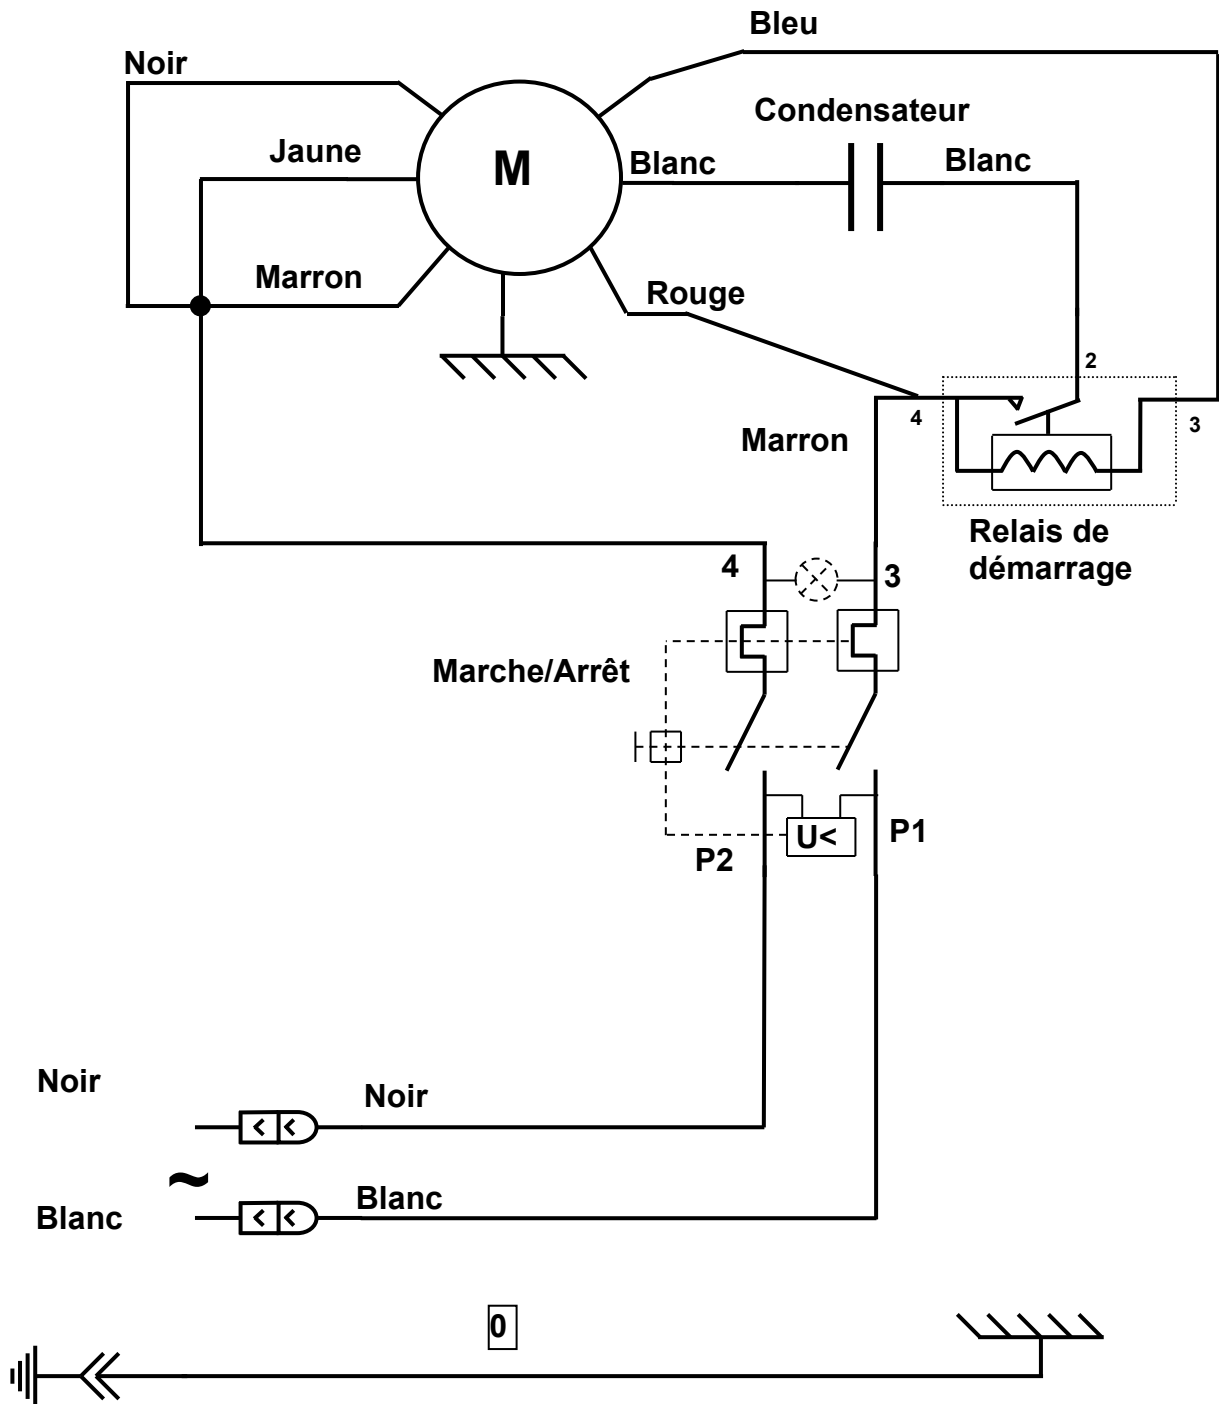 Bleu
Noir
Condensateur
Jaune
M
Blanc
Blanc
Marron
Rouge
2
4
3
Marron
Relais de
démarrage
4
3
Marche/Arrêt
U<
P1
P2
Noir
Noir
~
Blanc
Blanc
0